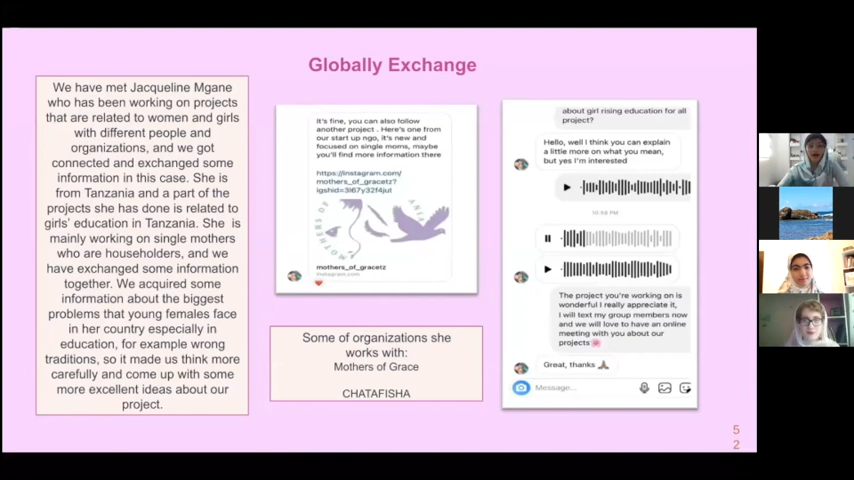 Globally Exchange
We have met Jacqueline Mgane
who has been working on projects
that are related to women and girls
with different people and
organizations, and we got
connected and exchanged some
information in this case. She is
from Tanzania and a part of the
projects she has done is related to
girls' education in Tanzania. She is
mainly working on single mothers
who are householders, and we
have exchanged some information
together. We acquired some
information about the biggest
problems that young females face
in her country especially in
education, for example wrong
traditions, so it made us think more
carefully and come up with some
more excellent ideas about our
project.
It's fine, you can also follow
another project . Here's one from
our start up ngo, it's new and
focused on single moms, maybe
you'll find more information there
https://instagram.com/
mothers_of_gracetz?
igshid=3l67y32f4jut
MOTHERS OF
mothers_of_gracetz
instagram.com
Some of organizations she
works with:
Mothers of Grace
CHATAFISHA
about girl rising education for all
project?
Hello, well I think you can explain
a little more on what you mean,
but yes I'm interested
10:58 PM
The project you're working on is
wonderful I really appreciate it,
I will text my group members now
and we will love to have an online
meeting with you about our
projects🌸
Great, thanks 🙏🏽
Message...
5
2